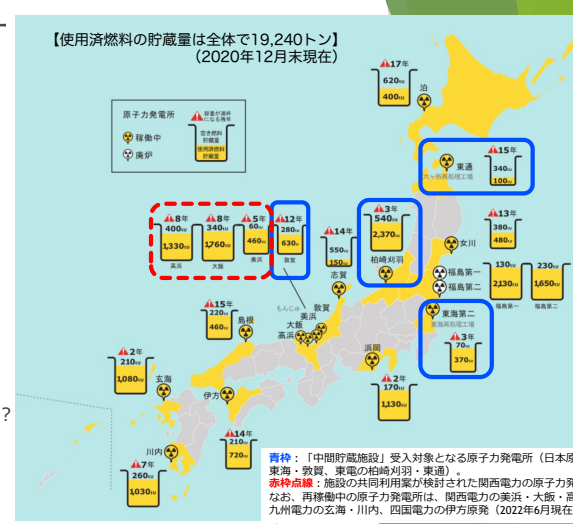 【使用済燃料の貯蔵量は全体で19,240トン】
(2020年12月末現在)
原子力発電所
稼働中
廃炉
容量が満杯
になる幾年
空き燃料
貯蔵量
使用済燃料
貯蔵量
17年
620tU
400tU
泊
15年
340tU
100tU
東通
六ヶ所再処理工場
8年
400tU
1,330tU
高浜
8年
340tU
1,760tU
大飯
5年
60tU
460tU
美浜
12年
280tU
630tU
敦賀
14年
550tU
150tU
志賀
3年
540tU
2,370tU
柏崎刈羽
13年
380tU
480tU
女川
福島第一
福島第二
130tU
2,130tU
福島第一
230tU
1,650tU
福島第二
東海第二
東海再処理工場
3年
70tU
370tU
もんじゅ
敦賀
美浜
大飯
高浜
15年
220tU
460tU
島根
浜岡
2年
170tU
1,130tU
2年
210tU
1,080tU
玄海
伊方
14年
210tU
720tU
川内
7年
260tU
1,030tU
?
青枠:「中間貯蔵施設」受入対象となる原子力発電所(日本原
東海・敦賀、東電の柏崎刈羽・東通)。
赤枠点線:施設の共同利用案が検討された関西電力の原子力発
なお、再稼働中の原子力発電所は、関西電力の美浜・大飯・高
九州電力の玄海・川内、四国電力の伊方原発(2022年6月現在